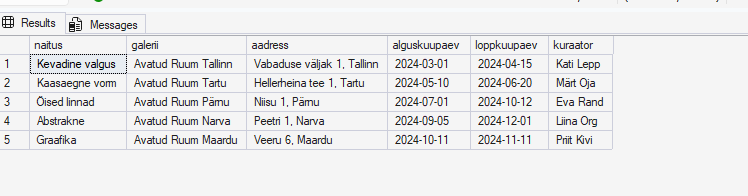 Results Messages
naitus galerii aadress alguskuupaev loppkuupaev kuraator
1 Kevadine valgus Avatud Ruum Tallinn Vabaduse väljak 1, Tallinn 2024-03-01 2024-04-15 Kati Lepp
2 Kaasaegne vorm Avatud Ruum Tartu Hellerheina tee 1, Tartu 2024-05-10 2024-06-20 Märt Oja
3 Öised linnad Avatud Ruum Pärnu Niisu 1, Pärnu 2024-07-01 2024-10-12 Eva Rand
4 Abstrakne Avatud Ruum Narva Peetri 1, Narva 2024-09-05 2024-12-01 Liina Org
5 Graafika Avatud Ruum Maardu Veeru 6, Maardu 2024-10-11 2024-11-11 Priit Kivi